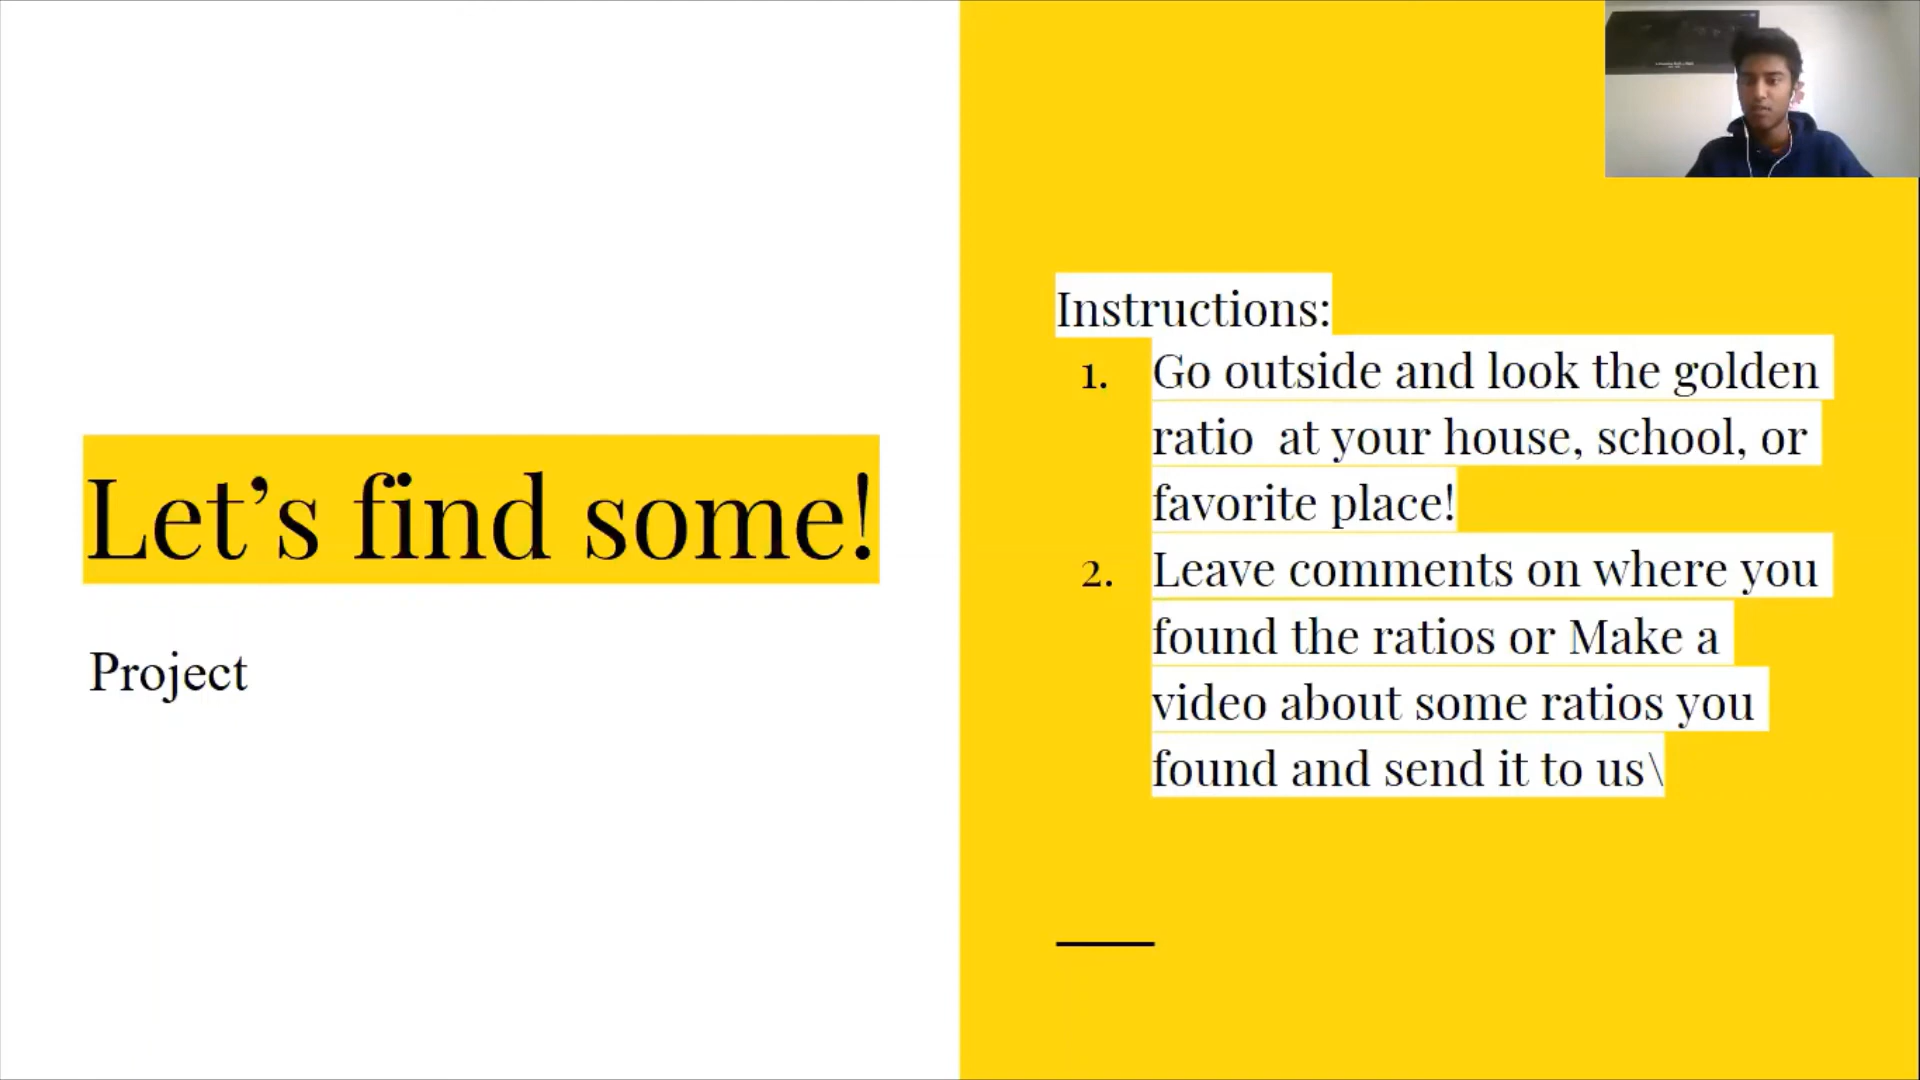 Let’s find some!
Project
Instructions:
1. Go outside and look the golden
ratio  at your house, school, or
favorite place!
2. Leave comments on where you
found the ratios or Make a
video about some ratios you
found and send it to us\